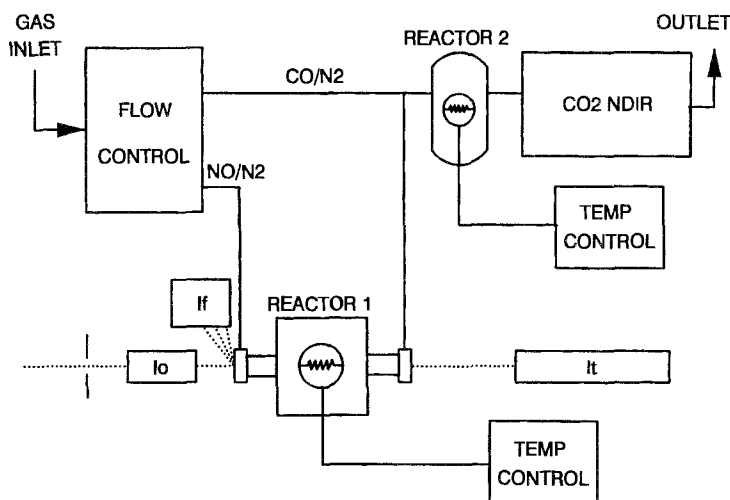 GAS
INLET
OUTLET
REACTOR 2
CO/N2
FLOW
CONTROL
CO2 NDIR
NO/N2
TEMP
CONTROL
If
REACTOR 1
Io
It
TEMP
CONTROL